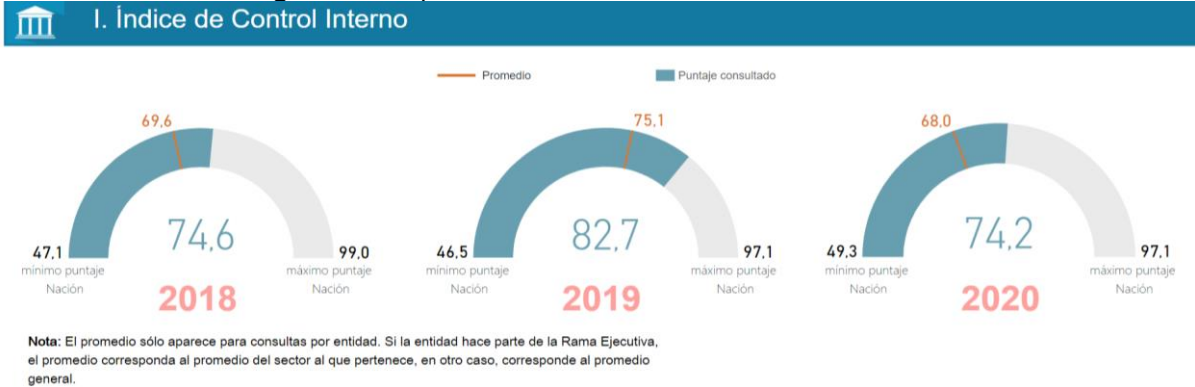 I. Índice de Control Interno
Promedio
Puntaje consultado
69,6
74,6
47,1
mínimo puntaje
Nación
99,0
máximo puntaje
Nación
2018
75,1
82,7
46,5
mínimo puntaje
Nación
97,1
máximo puntaje
Nación
2019
68,0
74,2
49,3
mínimo puntaje
Nación
97,1
máximo puntaje
Nación
2020
Nota: El promedio sólo aparece para consultas por entidad. Si la entidad hace parte de la Rama Ejecutiva,
el promedio corresponda al promedio del sector al que pertenece, en otro caso, corresponde al promedio
general.